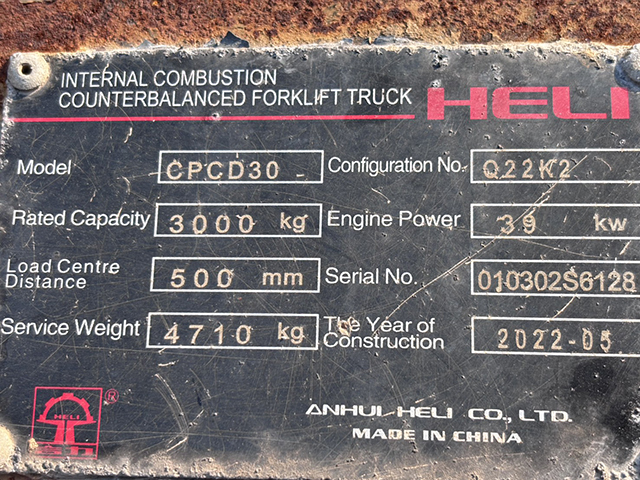 INTERNAL COMBUSTION
COUNTERBALANCED FORKLIFT TRUCK HELI
Model CPCD30 Configuration No. Q22K2
Rated Capacity 3000 kg Engine Power 39 kw
Load Centre Distance 500 mm Serial No. 010302S6128
Service Weight 4710 kg The Year of Construction 2022-05
HELI ®
ANHUI HELI CO., LTD.
MADE IN CHINA